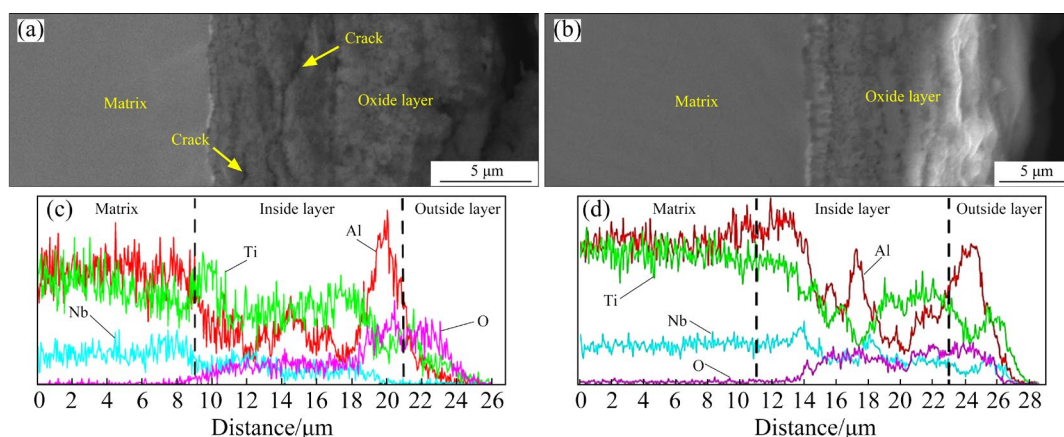 (a)
Crack
Matrix
Oxide layer
Crack
5 μm
(b)
Matrix
Oxide layer
5 μm
(c)
Matrix
Inside layer
Outside layer
Al
Ti
Nb
O
0 2 4 6 8 10 12 14 16 18 20 22 24 26
Distance/μm
(d)
Matrix
Inside layer
Outside layer
Al
Ti
Nb
O
0 2 4 6 8 10 12 14 16 18 20 22 24 26 28
Distance/μm